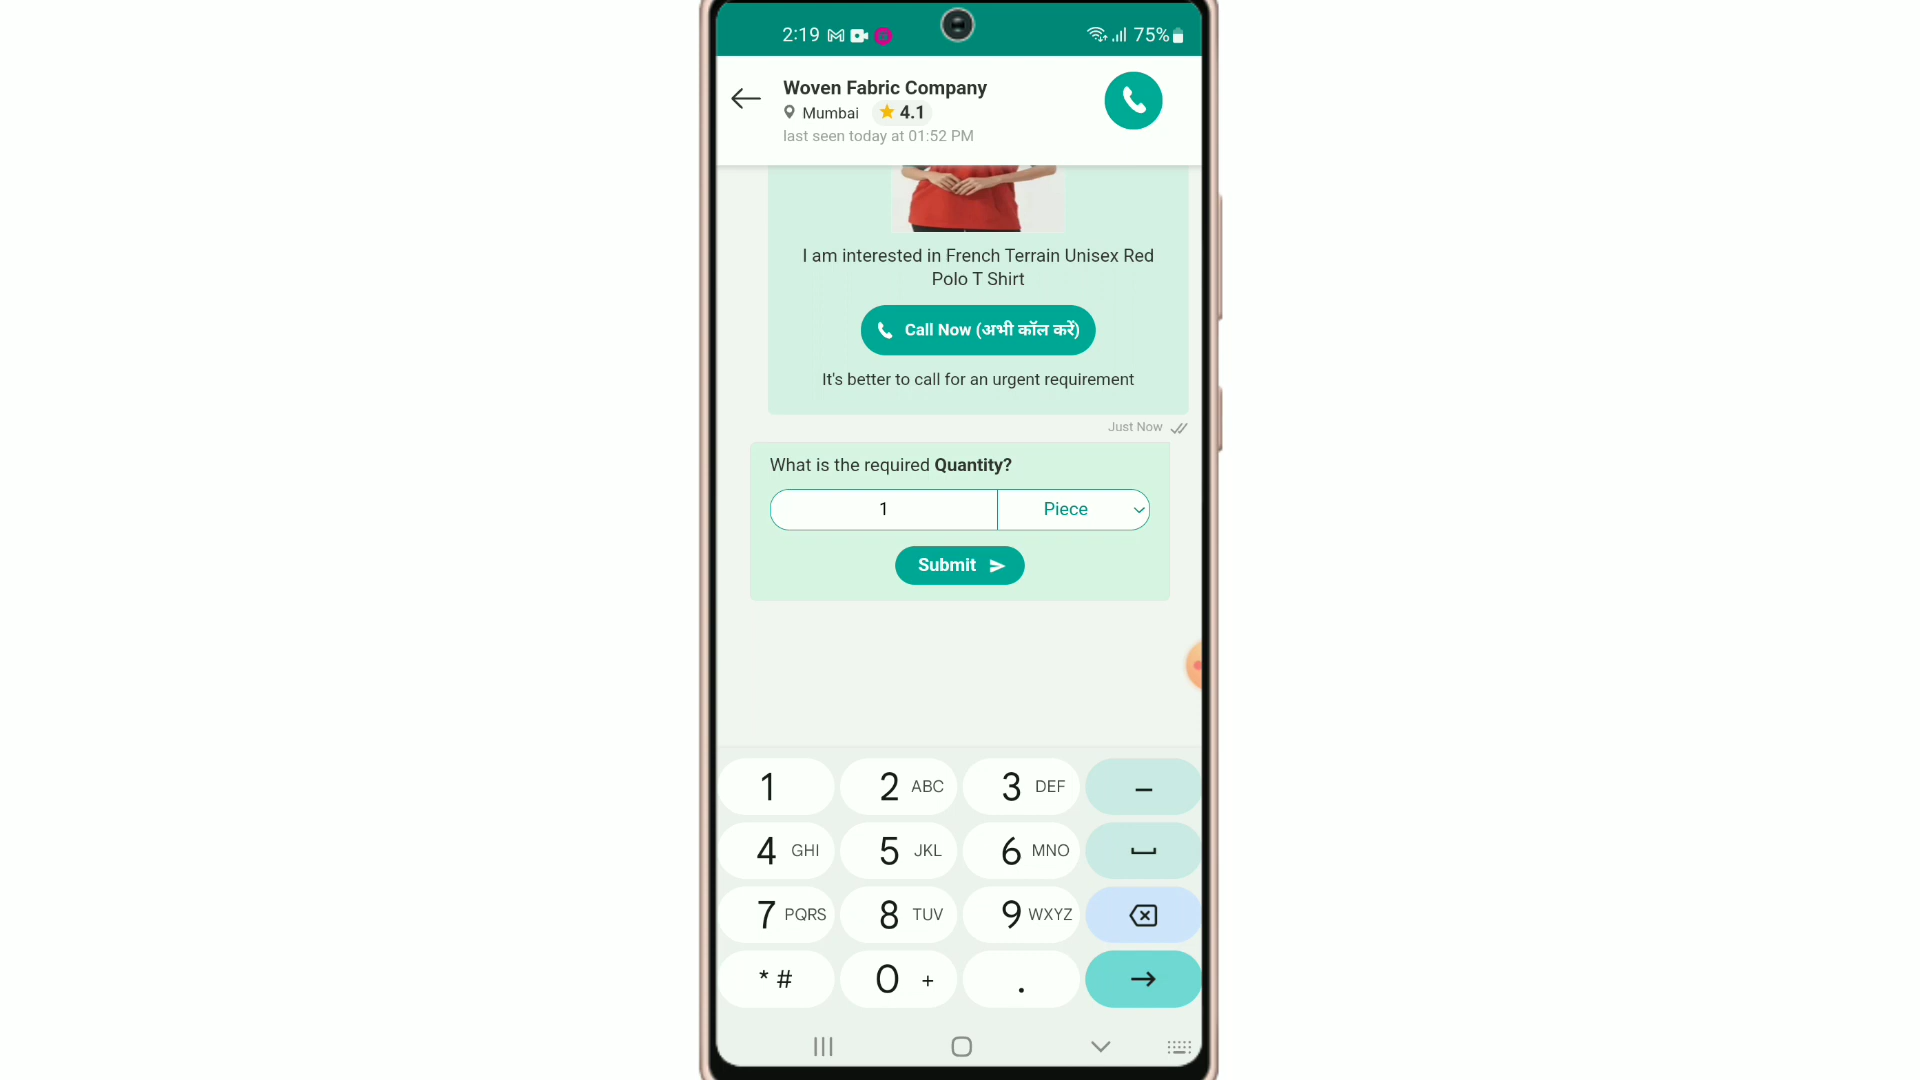 2:19 75%
Woven Fabric Company
Mumbai 4.1
last seen today at 01:52 PM
I am interested in French Terrain Unisex Red
Polo T Shirt
Call Now (अभी कॉल करें)
It's better to call for an urgent requirement
Just Now
What is the required Quantity?
1 Piece
Submit
1 2 ABC 3 DEF –
4 GHI 5 JKL 6 MNO
7 PQRS 8 TUV 9 WXYZ
* # 0 + .